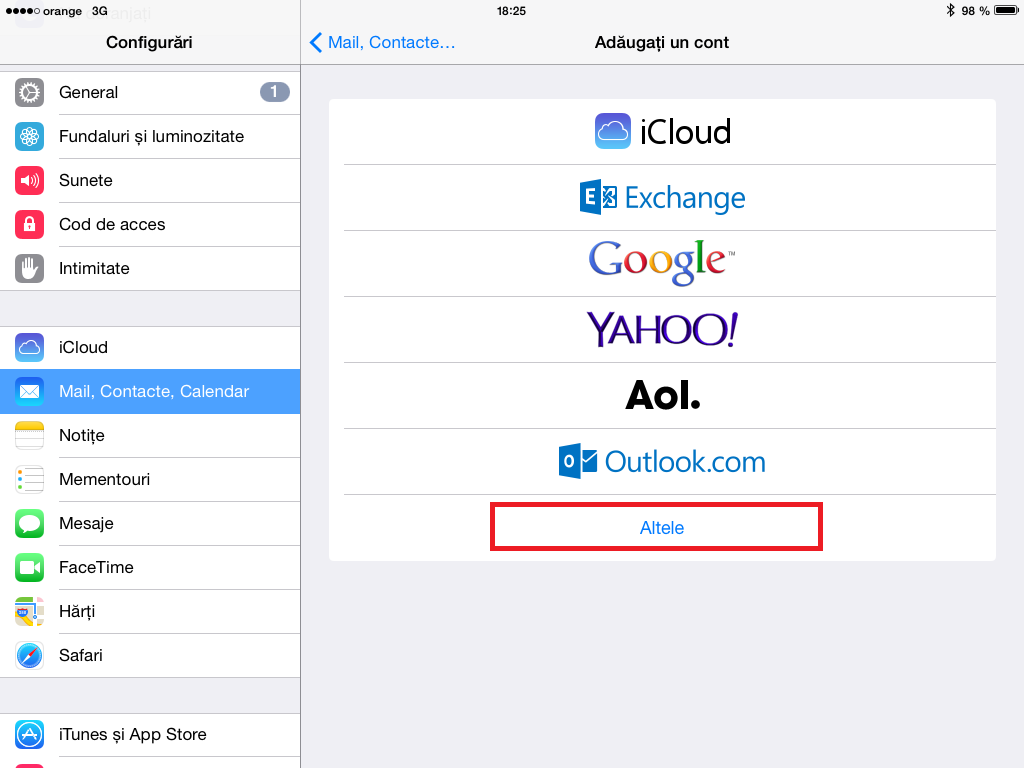 orange 3G
18:25
98 %
Configurări
Mail, Contacte...
Adăugați un cont
General
1
Fundaluri și luminozitate
Sunete
Cod de acces
Intimitate
iCloud
Mail, Contacte, Calendar
Notițe
Mementouri
Mesaje
FaceTime
Hărți
Safari
iTunes și App Store
iCloud
E Exchange
Google™
YAHOO!
Aol.
O Outlook.com
Altele